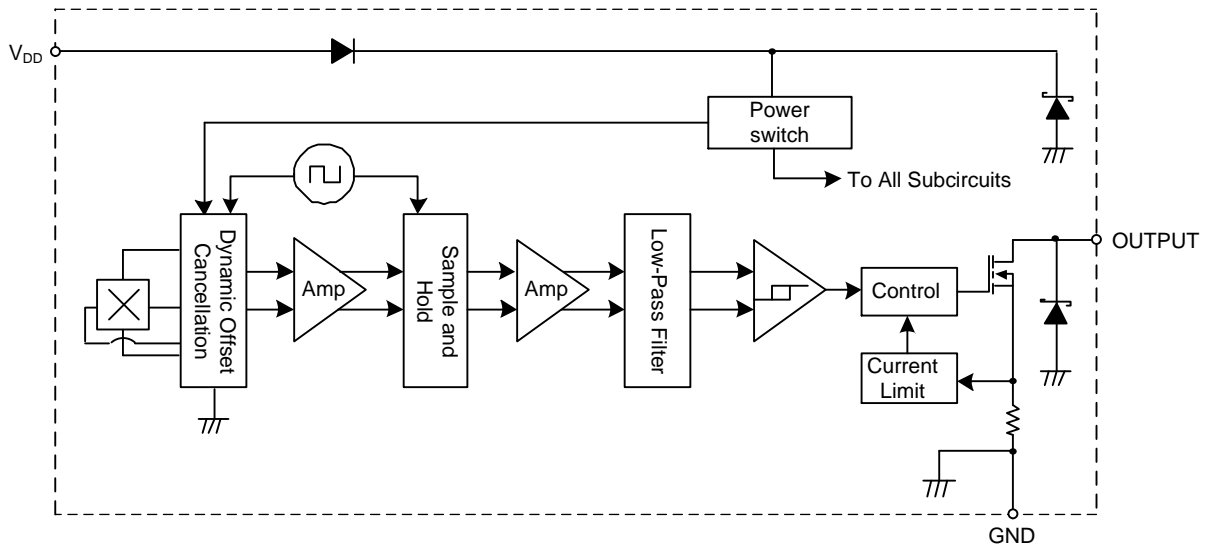 VDD
Power
switch
To All Subcircuits
Dynamic Offset
Cancellation
Amp
Sample and
Hold
Amp
Low-Pass Filter
Control
Current
Limit
OUTPUT
GND